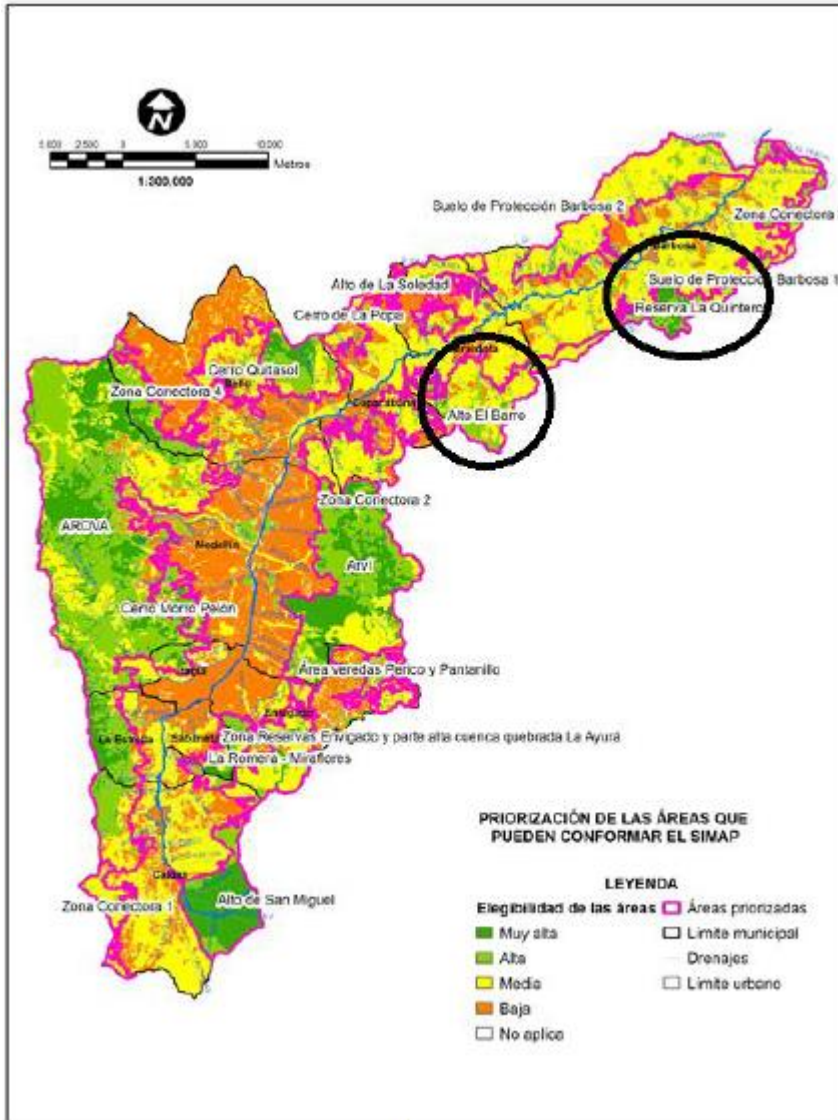 N
Metros
1:300.000
Suelo de Protección Barbosa 2
Zona Conectora
Barbosa
Alto de La Soledad
Suelo de Protección Barbosa 1
Cerro de La Popa
Reserva La Quintero
Girardota
Cerro Quitasol
Bello
Zona Conectora 4
Copacabana
Alto El Barro
Zona Conectora 2
Medellín
Arví
Cerro Morro Pelón
Itagüí
Área veredas Perico y Pantanillo
Envigado
La Estrella
Sabaneta
Zona Reservas Envigado y parte alta cuenca quebrada La Ayurá
La Romera - Miraflores
Caldas
Zona Conectora 1
Alto de San Miguel
PRIORIZACIÓN DE LAS ÁREAS QUE
PUEDEN CONFORMAR EL SIMAP
LEYENDA
Elegibilidad de las áreas
Áreas priorizadas
Muy alta
Límite municipal
Alta
Drenajes
Media
Límite urbano
Baja
No aplica